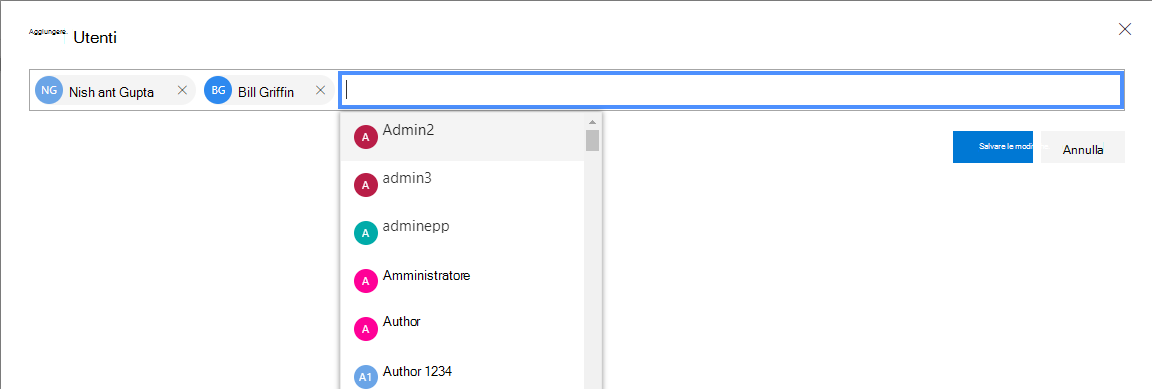 Aggiungere. Utenti
NG Nish ant Gupta BG Bill Griffin
A Admin2
A admin3
A adminepp
A Amministratore
A Author
A1 Author 1234
Salvare le modi
Annulla